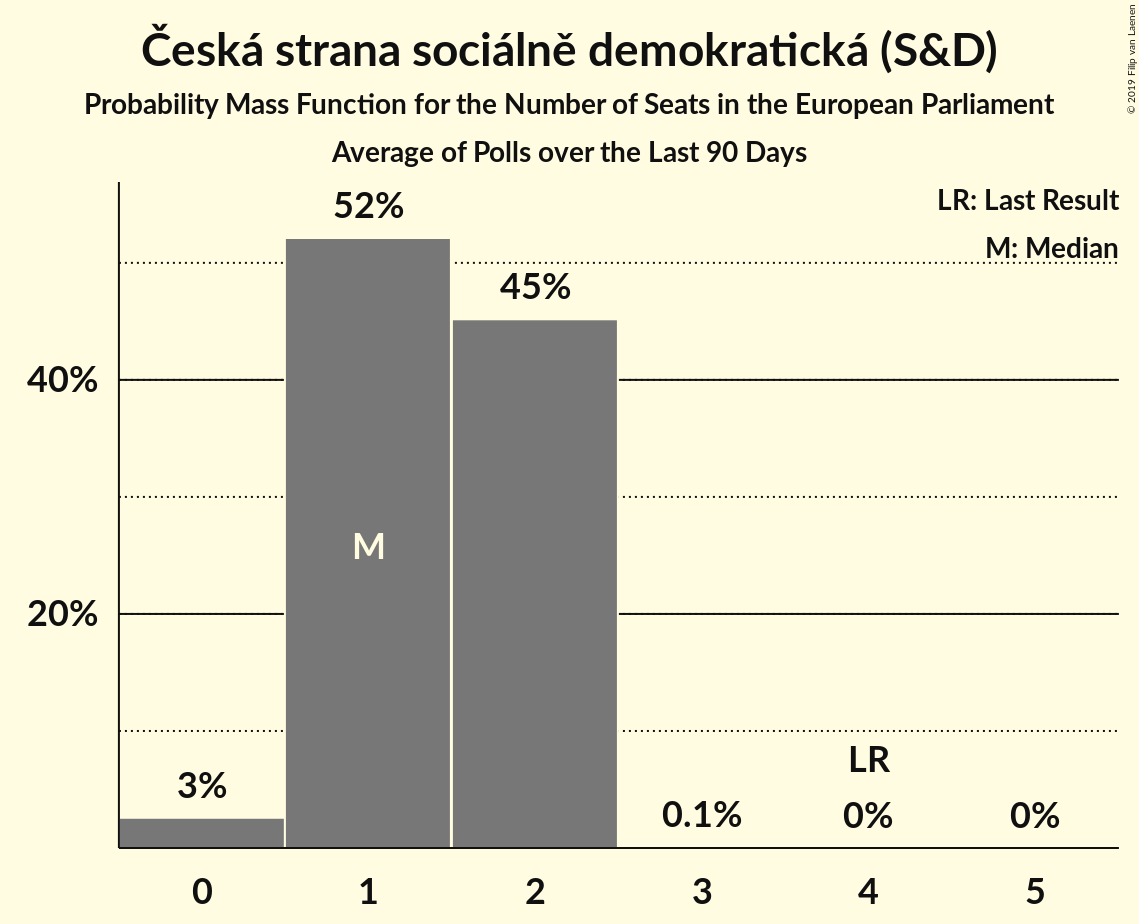 Česká strana sociálně demokratická (S&D)
Probability Mass Function for the Number of Seats in the European Parliament
Average of Polls over the Last 90 Days
© 2019 Filip van Laenen
LR: Last Result
M: Median
52%
45%
40%
M
20%
LR
3%
0.1%
0%
0%
0
1
2
3
4
5